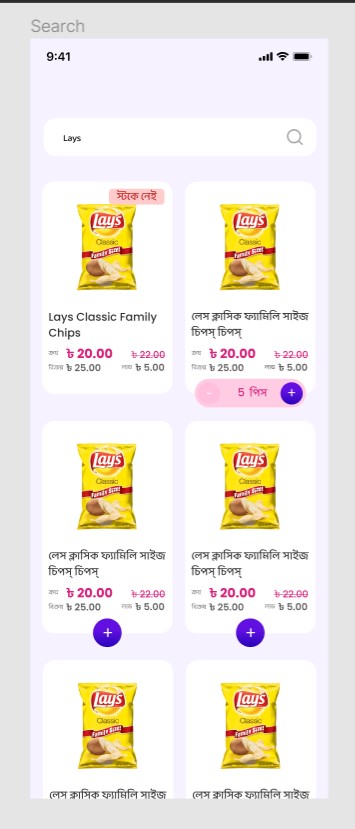 Search
9:41
Lays
স্টকে নেই
Lay's
Classic
Family Size!
Lays Classic Family
Chips
ক্রয় ৳ 20.00 ৳ 22.00
বিক্রয় ৳ 25.00 লাভ ৳ 5.00
Lay's
Classic
Family Size!
লেস ক্লাসিক ফ্যামিলি সাইজ
চিপস্ চিপস্
ক্রয় ৳ 20.00 ৳ 22.00
বিক্রয় ৳ 25.00 লাভ ৳ 5.00
- 5 পিস +
Lay's
Classic
Family Size!
লেস ক্লাসিক ফ্যামিলি সাইজ
চিপস্ চিপস্
ক্রয় ৳ 20.00 ৳ 22.00
বিক্রয় ৳ 25.00 লাভ ৳ 5.00
+
Lay's
Classic
Family Size!
লেস ক্লাসিক ফ্যামিলি সাইজ
চিপস্ চিপস্
ক্রয় ৳ 20.00 ৳ 22.00
বিক্রয় ৳ 25.00 লাভ ৳ 5.00
+
Lay's
Classic
Family Size!
লেস ক্লাসিক ফ্যামিলি সাইজ
Lay's
Classic
Family Size!
লেস ক্লাসিক ফ্যামিলি সাইজ